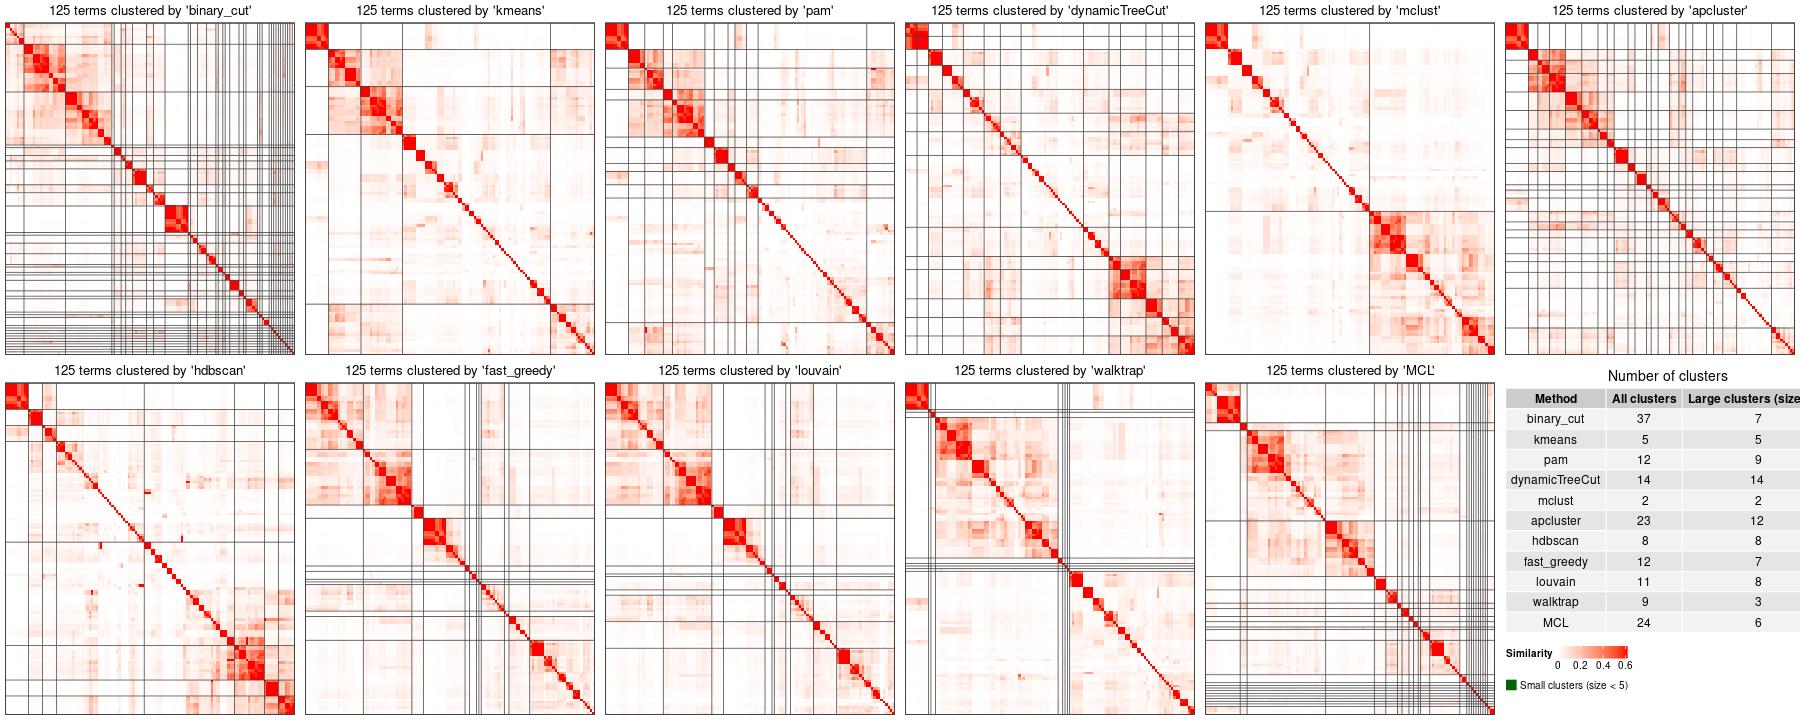 125 terms clustered by 'binary_cut'
125 terms clustered by 'kmeans'
125 terms clustered by 'pam'
125 terms clustered by 'dynamicTreeCut'
125 terms clustered by 'mclust'
125 terms clustered by 'apcluster'
125 terms clustered by 'hdbscan'
125 terms clustered by 'fast_greedy'
125 terms clustered by 'louvain'
125 terms clustered by 'walktrap'
125 terms clustered by 'MCL'
Number of clusters
Method All clusters Large clusters (size
binary_cut 37 7
kmeans 5 5
pam 12 9
dynamicTreeCut 14 14
mclust 2 2
apcluster 23 12
hdbscan 8 8
fast_greedy 12 7
louvain 11 8
walktrap 9 3
MCL 24 6
Similarity
0 0.2 0.4 0.6
Small clusters (size < 5)